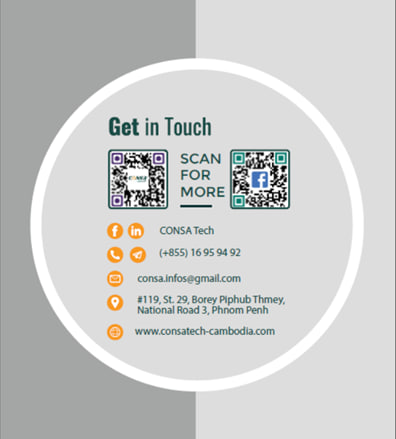 Get in Touch
SCAN
FOR
MORE
CONSA Tech
(+855) 16 95 94 92
consa.infos@gmail.com
#119, St. 29, Borey Piphub Thmey,
National Road 3, Phnom Penh
www.consatech-cambodia.com